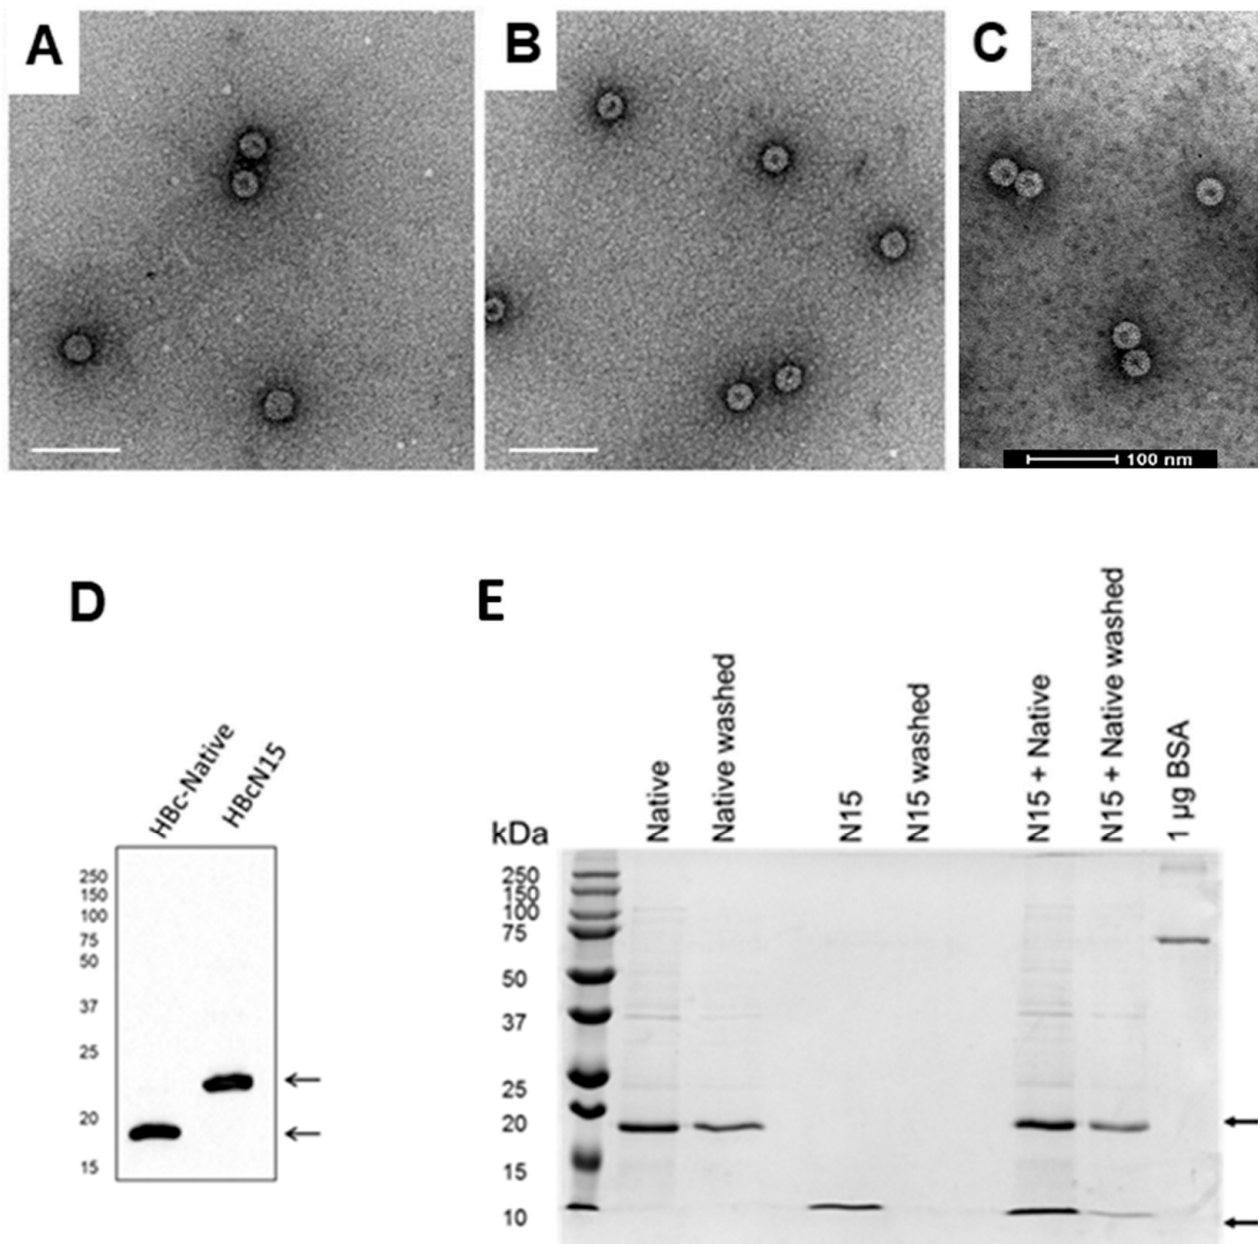 A
B
C
100 nm
D
HBc-Native
HBcN15
250
150
100
75
50
37
25
20
15
E
kDa
Native
Native washed
N15
N15 washed
N15 + Native
N15 + Native washed
1 µg BSA
250
150
100
75
50
37
25
20
15
10